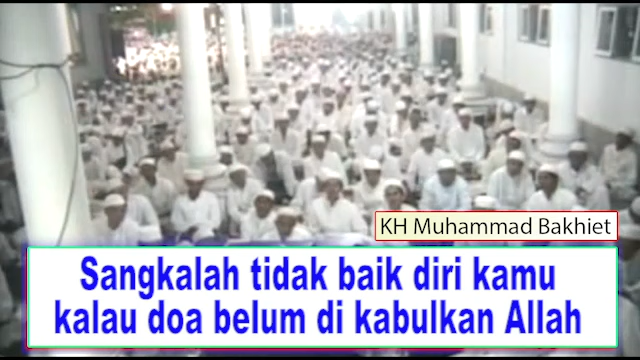 KH Muhammad Bakhiet
Sangkalah tidak baik diri kamu
kalau doa belum di kabulkan Allah